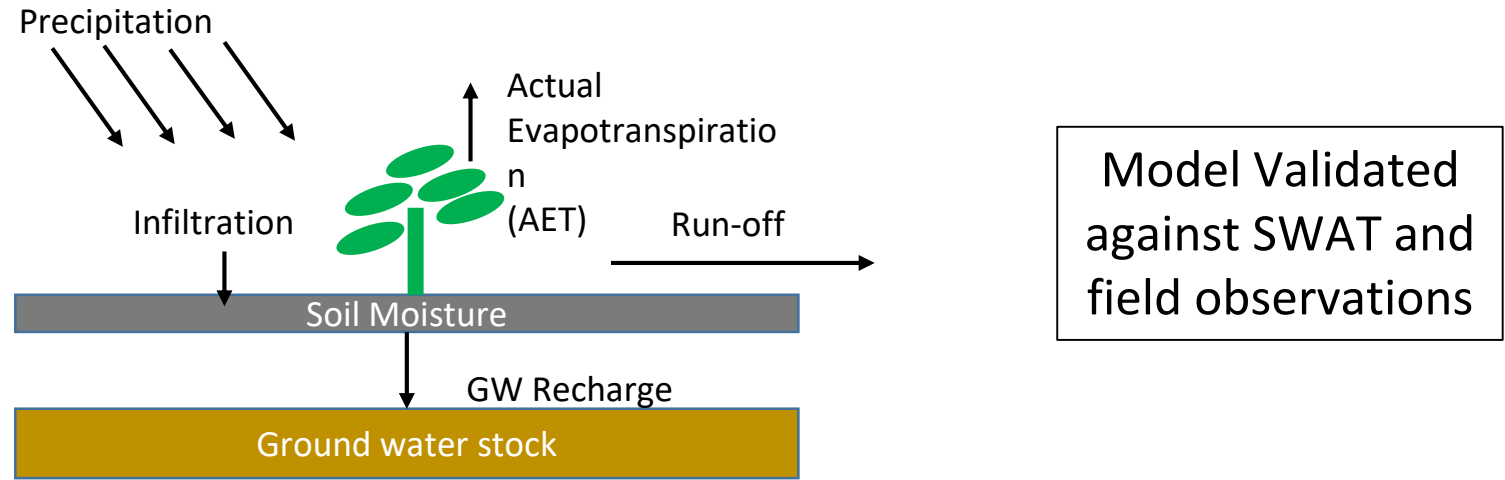 Precipitation
Actual
Evapotranspiratio
n
(AET)
Infiltration
Run-off
Soil Moisture
GW Recharge
Ground water stock
Model Validated
against SWAT and
field observations